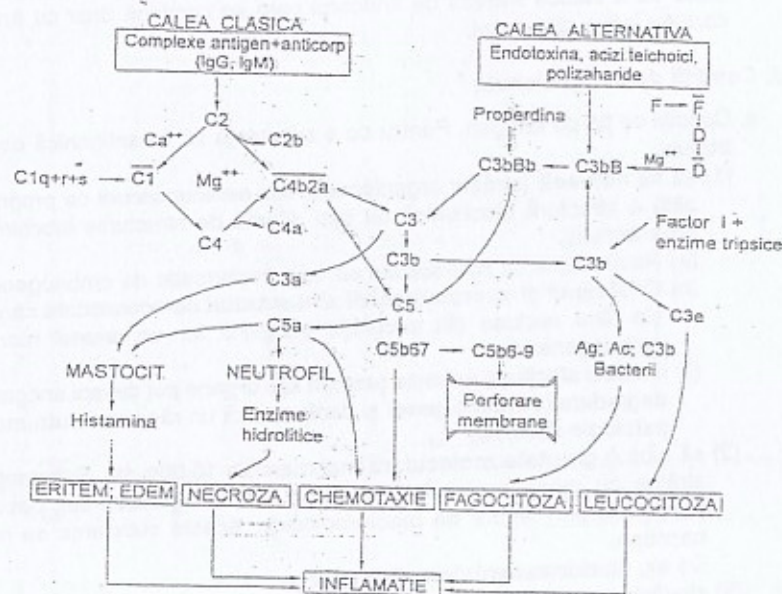 CALEA CLASICA
Complexe antigen+anticorp
(IgG, IgM)
CALEA ALTERNATIVA
Endotoxina, acizi teichoici,
polizaharide
C2
Ca++
C2b
C1q+r+s
C1
Mg++
C4b2a
C4
C4a
Properdina
F
F
D
D
C3bBb
C3bB
Mg++
C3
C3b
C3a
C3b
Factor I +
enzime tripsice
C5
C5a
C5b67
C5b6-9
C3e
MASTOCIT
NEUTROFIL
Ag; Ac; C3b
Bacterii
Histamina
Enzime
hidrolitice
Perforare
membrane
ERITEM; EDEM
NECROZA
CHEMOTAXIE
FAGOCITOZA
LEUCOCITOZA
INFLAMATIE